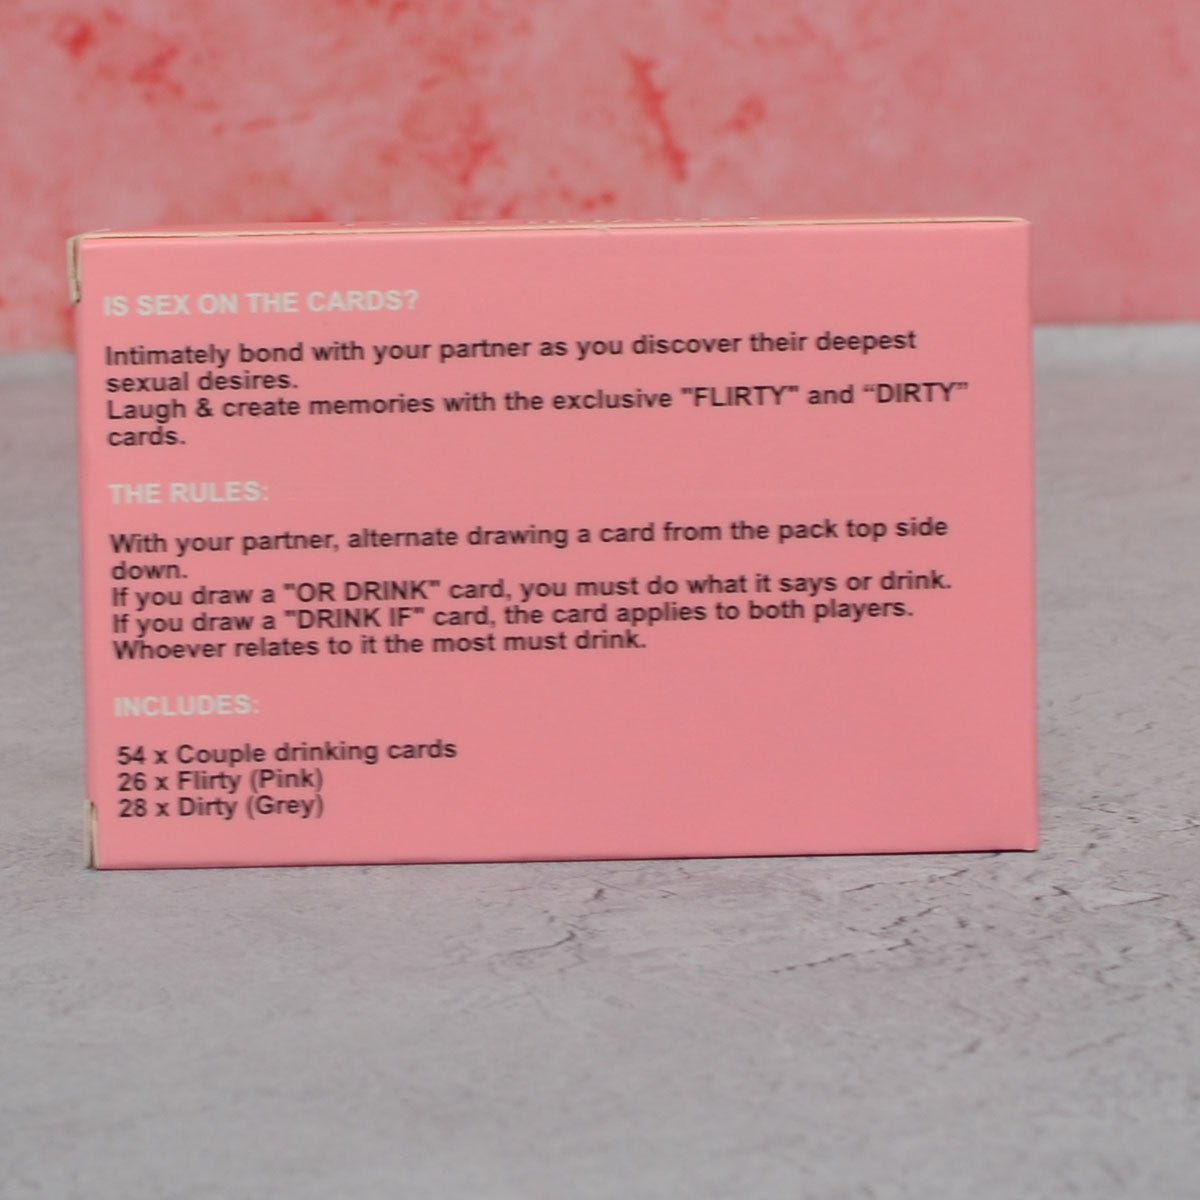 IS SEX ON THE CARDS?
Intimately bond with your partner as you discover their deepest
sexual desires.
Laugh & create memories with the exclusive "FLIRTY" and “DIRTY”
cards.
THE RULES:
With your partner, alternate drawing a card from the pack top side
down.
If you draw a "OR DRINK" card, you must do what it says or drink.
If you draw a "DRINK IF" card, the card applies to both players.
Whoever relates to it the most must drink.
INCLUDES:
54 x Couple drinking cards
26 x Flirty (Pink)
28 x Dirty (Grey)